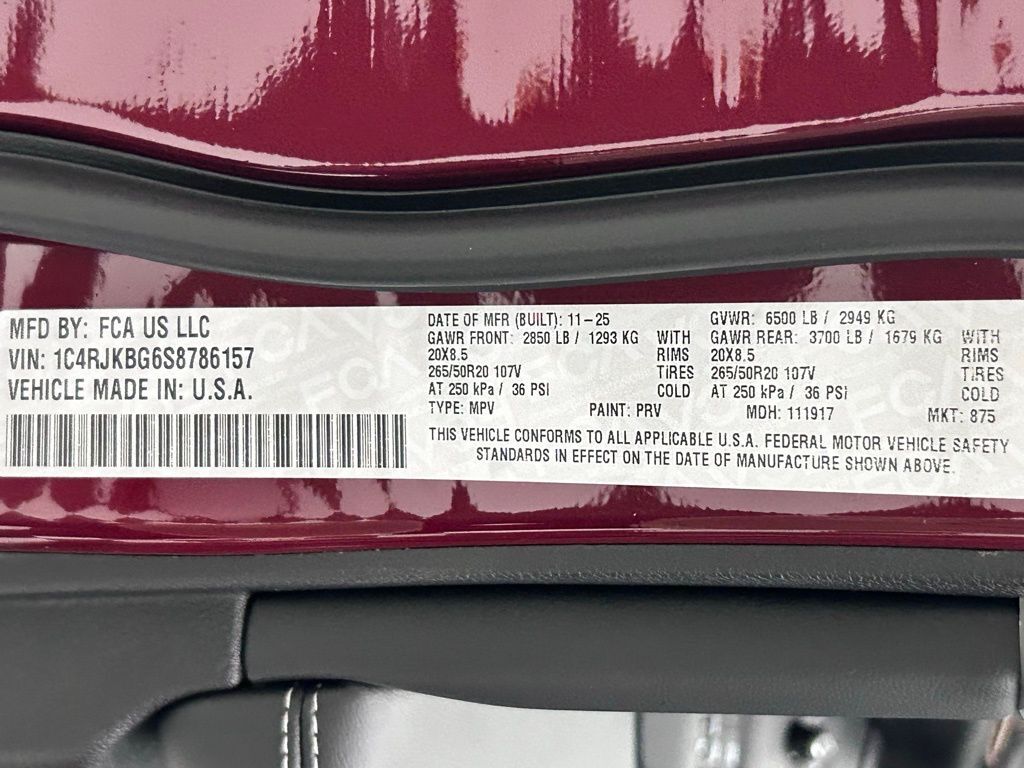 MFD BY: FCA US LLC
VIN: 1C4RJKBG6S8786157
VEHICLE MADE IN: U.S.A.
DATE OF MFR (BUILT): 11-25
GVWR: 6500 LB / 2949 KG
GAWR FRONT: 2850 LB / 1293 KG WITH
GAWR REAR: 3700 LB / 1679 KG WITH
20X8.5 RIMS
20X8.5 RIMS
265/50R20 107V TIRES
265/50R20 107V TIRES
AT 250 kPa / 36 PSI COLD
AT 250 kPa / 36 PSI COLD
TYPE: MPV PAINT: PRV MDH: 111917 MKT: 875
THIS VEHICLE CONFORMS TO ALL APPLICABLE U.S.A. FEDERAL MOTOR VEHICLE SAFETY
STANDARDS IN EFFECT ON THE DATE OF MANUFACTURE SHOWN ABOVE.